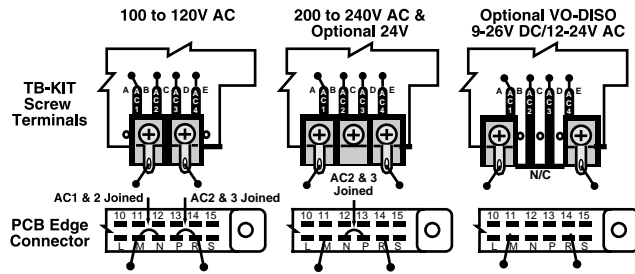 100 to 120V AC
200 to 240V AC &
Optional 24V
Optional VO-DISO
9-26V DC/12-24V AC
TB-KIT
Screw
Terminals
A B C D E
AC1 AC2 AC3 AC4
A B C D E
AC1 AC2 AC3 AC4
A B C D E
AC1 AC2 AC3 AC4
N/C
AC1 & 2 Joined
AC2 & 3 Joined
AC2 & 3
Joined
PCB Edge
Connector
10 11 12 13 14 15
L M N P R S
10 11 12 13 14 15
L M N P R S
10 11 12 13 14 15
L M N P R S